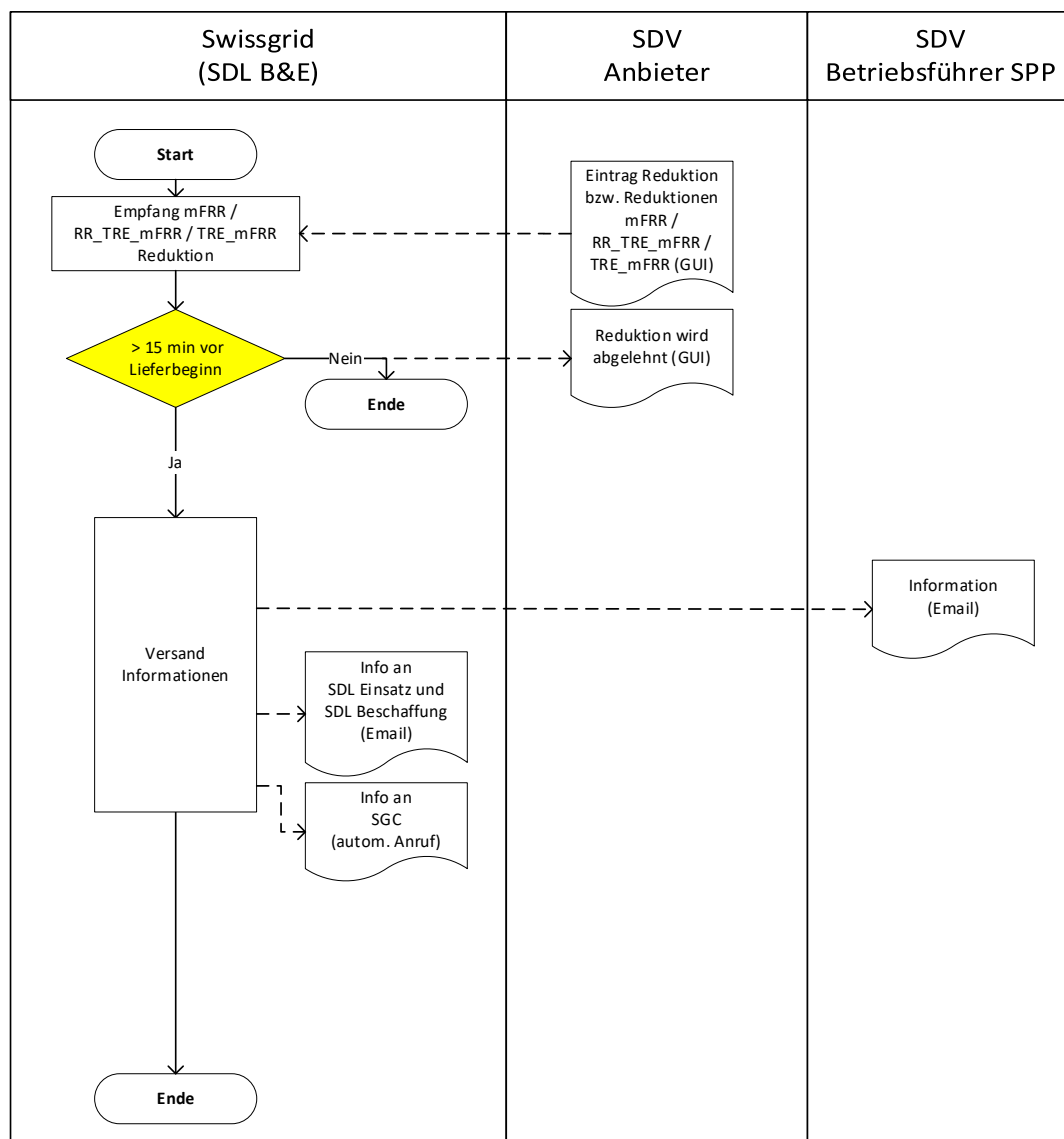 Swissgrid
(SDL B&E)
SDV
Anbieter
SDV
Betriebsführer SPP
Start
Empfang mFRR /
RR_TRE_mFRR / TRE_mFRR
Reduktion
Eintrag Reduktion
bzw. Reduktionen
mFRR /
RR_TRE_mFRR /
TRE_mFRR (GUI)
> 15 min vor
Lieferbeginn
Nein
Reduktion wird
abgelehnt (GUI)
Ende
Ja
Versand
Informationen
Information
(Email)
Info an
SDL Einsatz und
SDL Beschaffung
(Email)
Info an
SGC
(autom. Anruf)
Ende